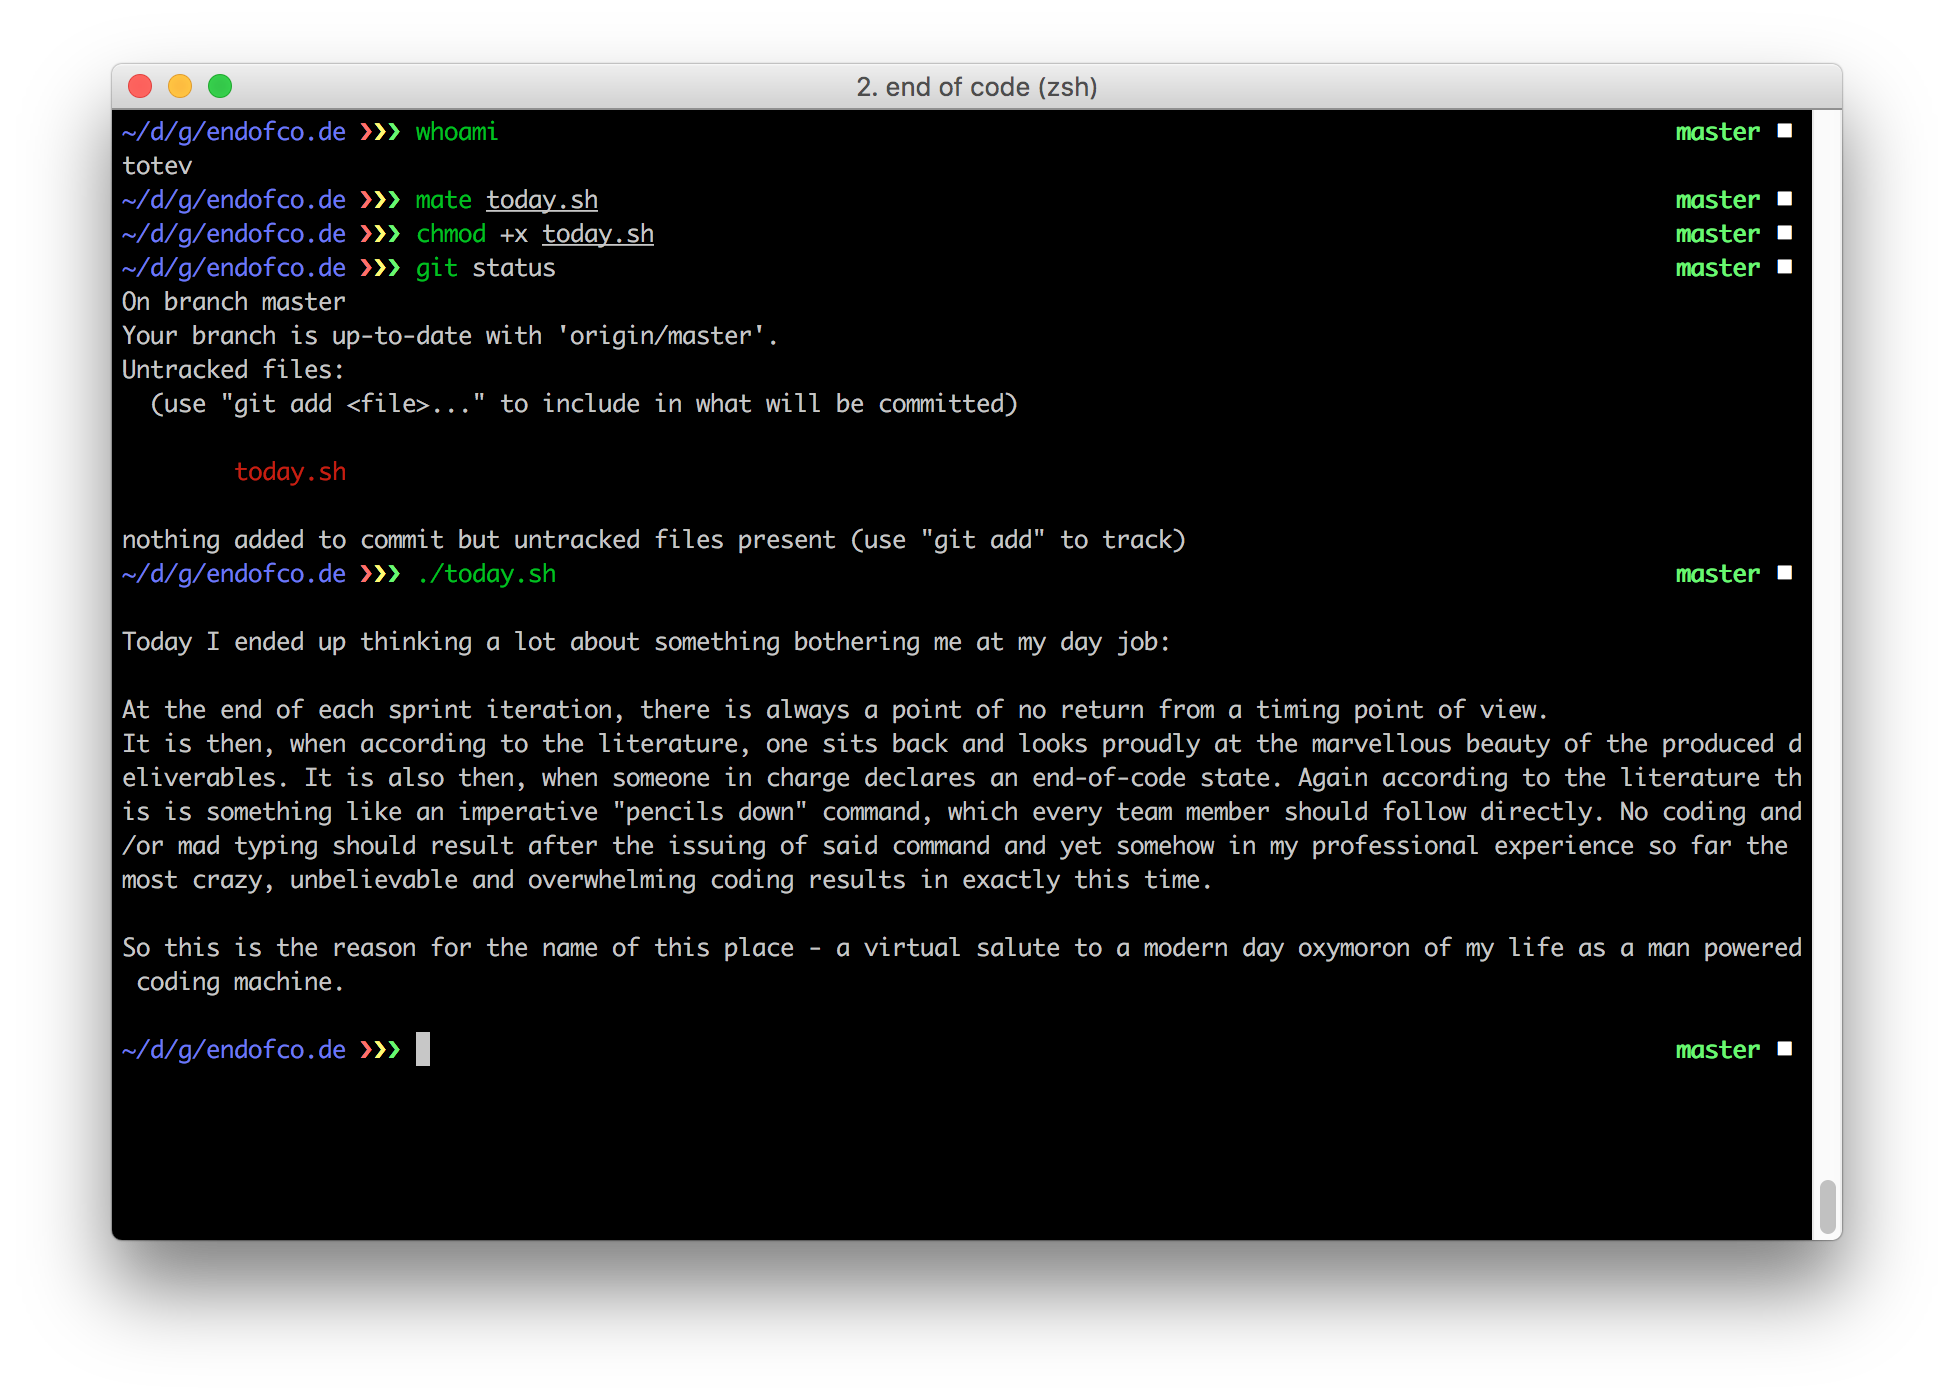 2. end of code (zsh)
~/d/g/endofco.de ❯❯❯ whoami master ■
totev
~/d/g/endofco.de ❯❯❯ mate today.sh master ■
~/d/g/endofco.de ❯❯❯ chmod +x today.sh master ■
~/d/g/endofco.de ❯❯❯ git status master ■
On branch master
Your branch is up-to-date with 'origin/master'.
Untracked files:
  (use "git add <file>..." to include in what will be committed)
        today.sh
nothing added to commit but untracked files present (use "git add" to track)
~/d/g/endofco.de ❯❯❯ ./today.sh master ■
Today I ended up thinking a lot about something bothering me at my day job:
At the end of each sprint iteration, there is always a point of no return from a timing point of view.
It is then, when according to the literature, one sits back and looks proudly at the marvellous beauty of the produced d
eliverables. It is also then, when someone in charge declares an end-of-code state. Again according to the literature th
is is something like an imperative "pencils down" command, which every team member should follow directly. No coding and
/or mad typing should result after the issuing of said command and yet somehow in my professional experience so far the
most crazy, unbelievable and overwhelming coding results in exactly this time.
So this is the reason for the name of this place - a virtual salute to a modern day oxymoron of my life as a man powered
 coding machine.
~/d/g/endofco.de ❯❯❯ master ■